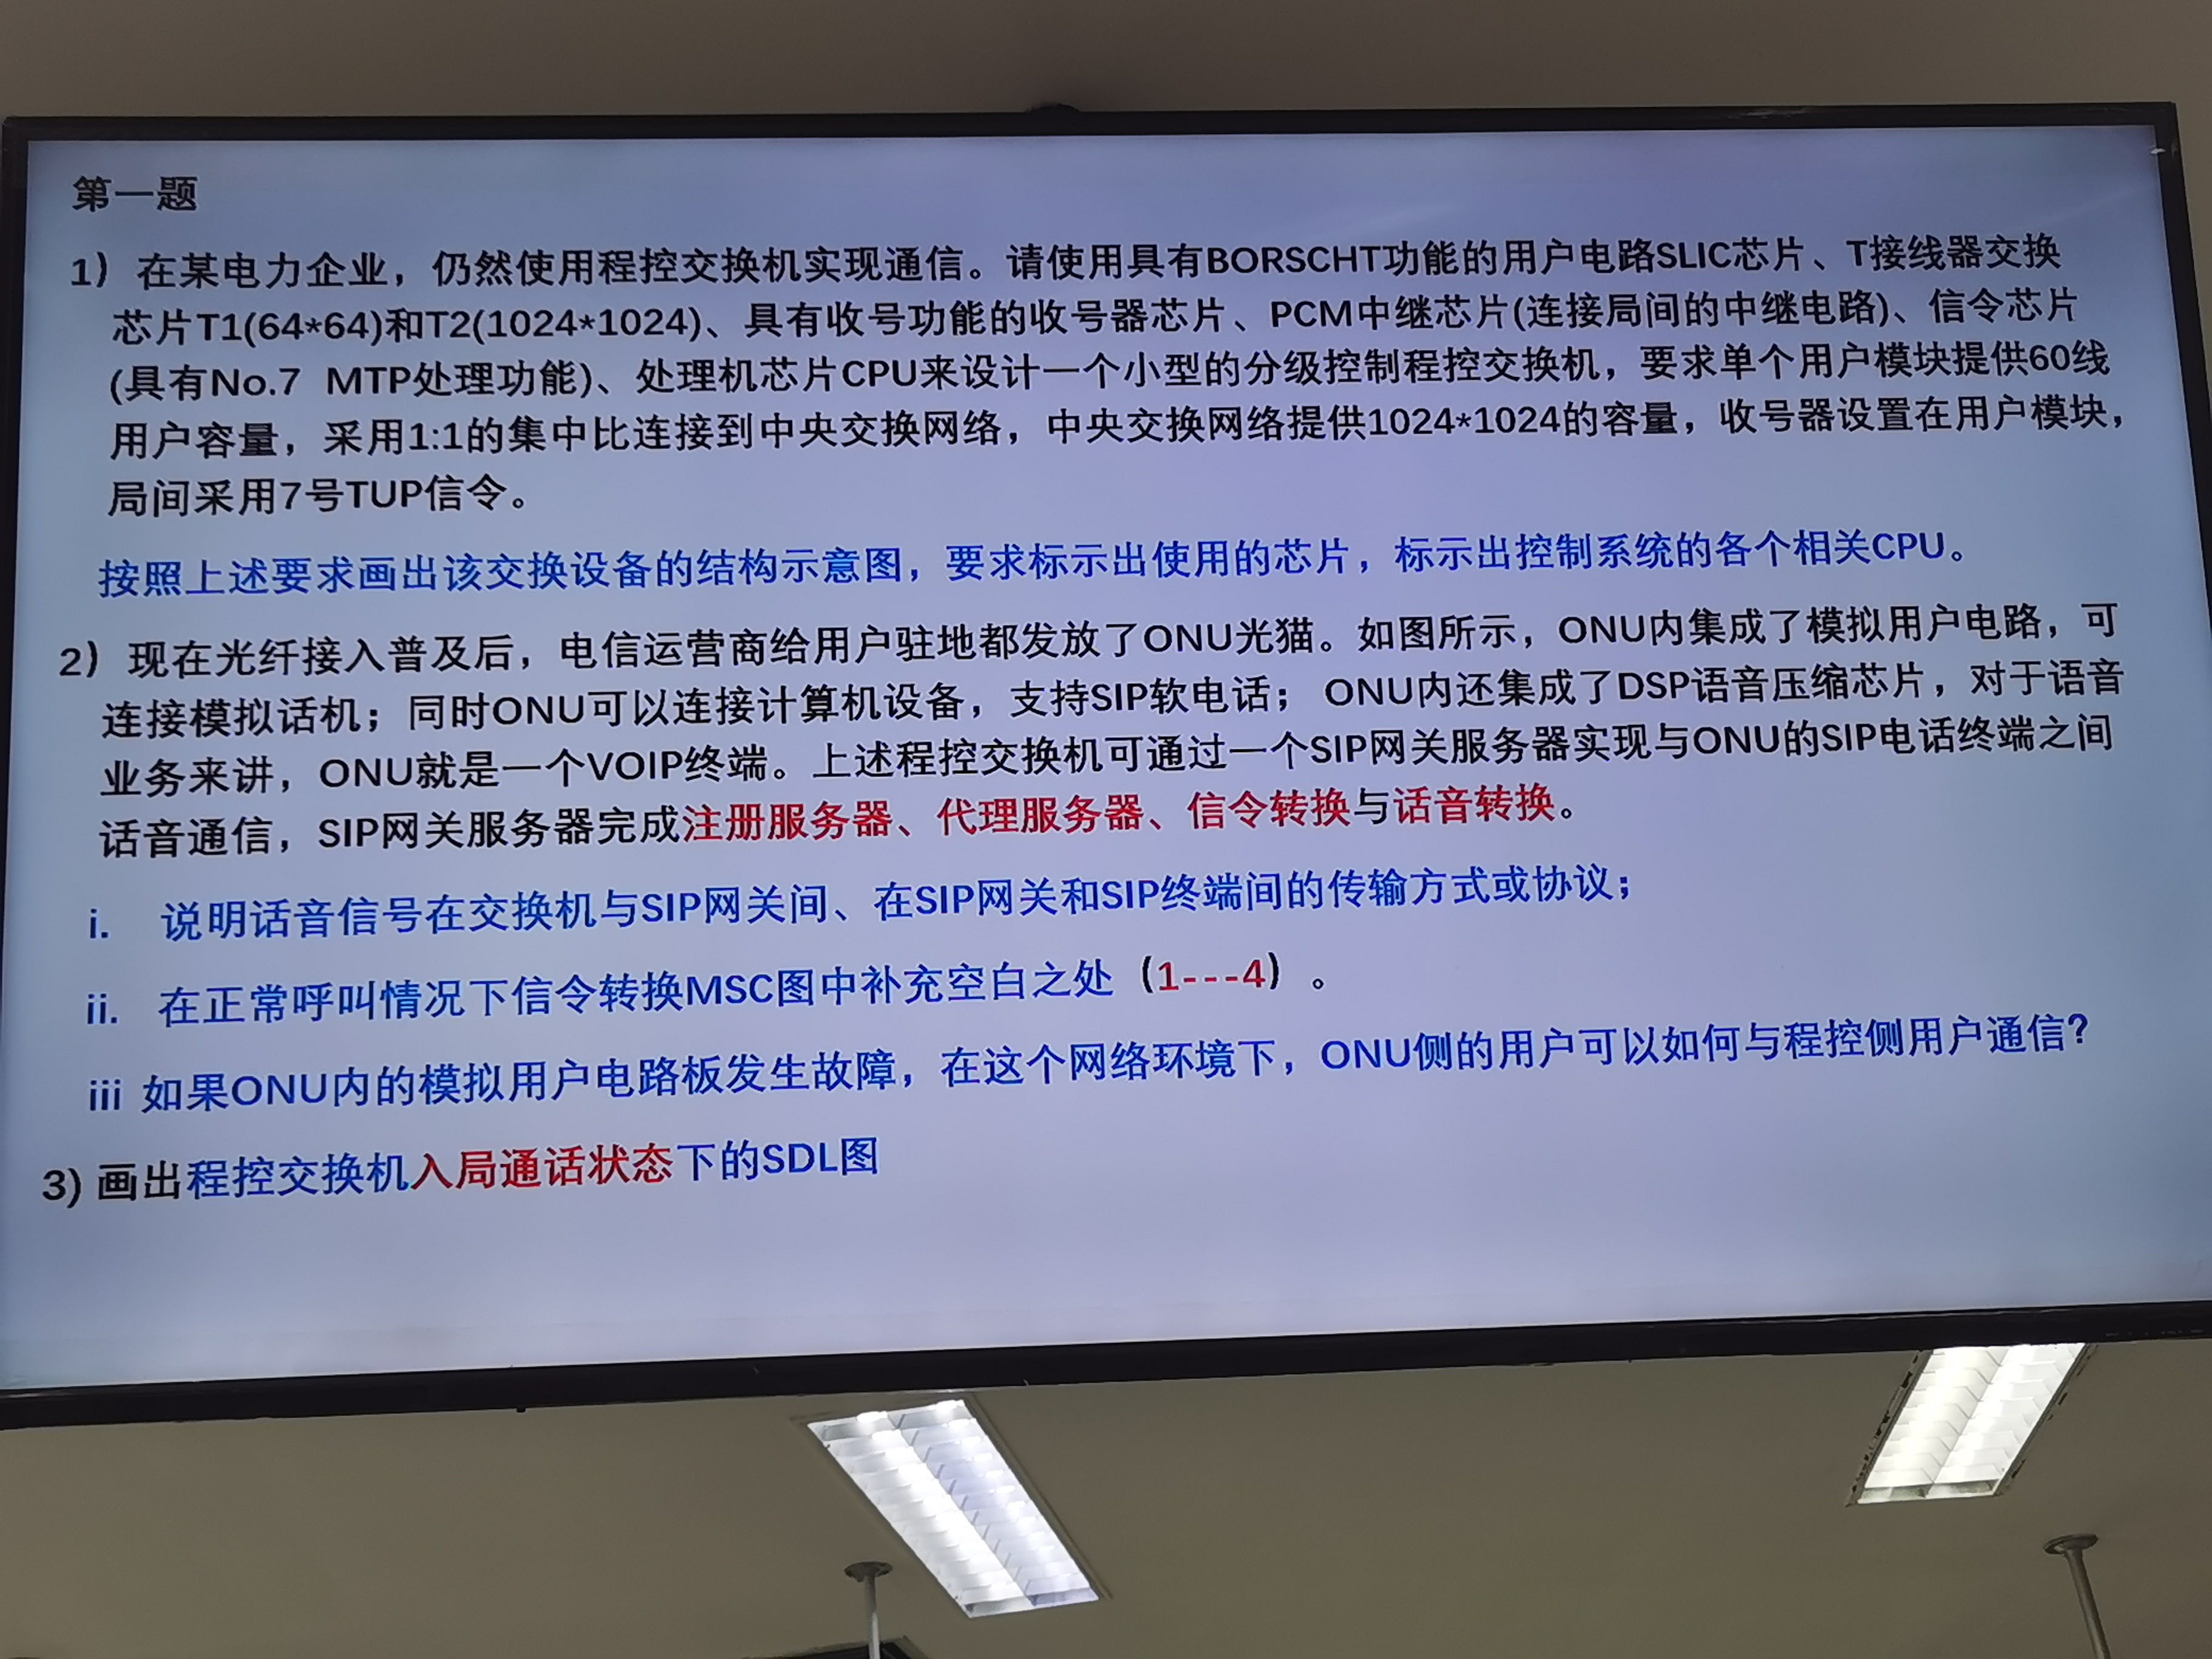 第一题
1）在某电力企业，仍然使用程控交换机实现通信。请使用具有BORSCHT功能的用户电路SLIC芯片、T接线器交换
芯片T1(64*64)和T2(1024*1024)、具有收号功能的收号器芯片、PCM中继芯片(连接局间的中继电路)、信令芯片
(具有No.7 MTP处理功能)、处理机芯片CPU来设计一个小型的分级控制程控交换机，要求单个用户模块提供60线
用户容量，采用1:1的集中比连接到中央交换网络，中央交换网络提供1024*1024的容量，收号器设置在用户模块，
局间采用7号TUP信令。
按照上述要求画出该交换设备的结构示意图，要求标示出使用的芯片，标示出控制系统的各个相关CPU。
2）现在光纤接入普及后，电信运营商给用户驻地都发放了ONU光猫。如图所示，ONU内集成了模拟用户电路，可
连接模拟话机；同时ONU可以连接计算机设备，支持SIP软电话； ONU内还集成了DSP语音压缩芯片，对于语音
业务来讲，ONU就是一个VOIP终端。上述程控交换机可通过一个SIP网关服务器实现与ONU的SIP电话终端之间
话音通信，SIP网关服务器完成注册服务器、代理服务器、信令转换与话音转换。
i. 说明话音信号在交换机与SIP网关间、在SIP网关和SIP终端间的传输方式或协议；
ii. 在正常呼叫情况下信令转换MSC图中补充空白之处（1---4）。
iii 如果ONU内的模拟用户电路板发生故障，在这个网络环境下，ONU侧的用户可以如何与程控侧用户通信？
3) 画出程控交换机入局通话状态下的SDL图